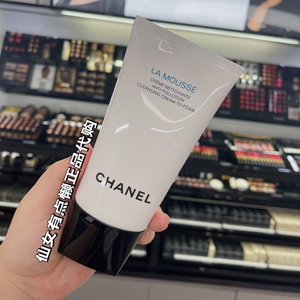 LA MOUSSE
CRÈME NETTOYANTE
ANTI-POLLUTION
CLEANSING CREAM-TO-FOAM
CHANEL
仙女有点懒正品代购